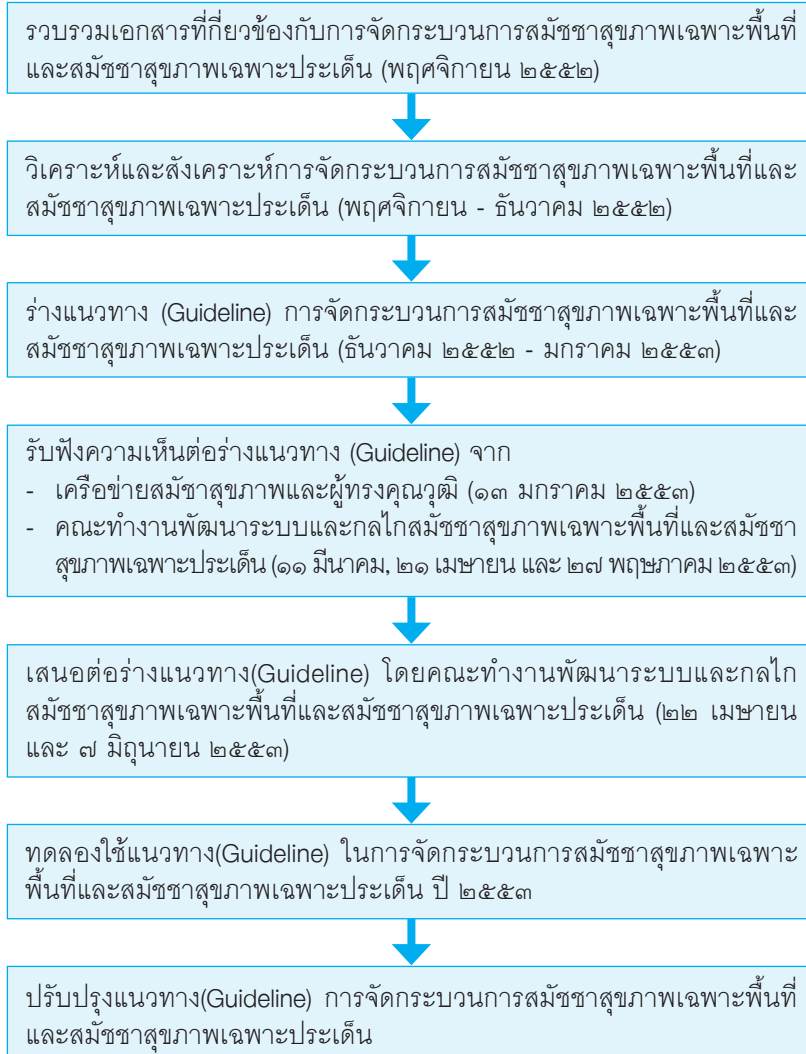 รวบรวมเอกสารที่กี่ยวข้องกับการจัดกระบวนการสมัชชาสุขภาพเฉพาะพื้นที่
และสมัชชาสุขภาพเฉพาะประเด็น (พฤศจิกายน ๒๕๕๒)
วิเคราะห์และสังเคราะห์การจัดกระบวนการสมัชชาสุขภาพเฉพาะพื้นที่และ
สมัชชาสุขภาพเฉพาะประเด็น (พฤศจิกายน - ธันวาคม ๒๕๕๒)
ร่างแนวทาง (Guideline) การจัดกระบวนการสมัชชาสุขภาพเฉพาะพื้นที่และ
สมัชชาสุขภาพเฉพาะประเด็น (ธันวาคม ๒๕๕๒ - มกราคม ๒๕๕๓)
รับฟังความเห็นต่อร่างแนวทาง (Guideline) จาก
- เครือข่ายสมัชาสุขภาพและผู้ทรงคุณวุฒิ (๑๓ มกราคม ๒๕๕๓)
- คณะทำงานพัฒนาระบบและกลไกสมัชชาสุขภาพเฉพาะพื้นที่และสมัชชา
สุขภาพเฉพาะประเด็น (๑๑ มีนาคม, ๒๑ เมษายน และ ๒๗ พฤษภาคม ๒๕๕๓)
เสนอต่อร่างแนวทาง(Guideline) โดยคณะทำงานพัฒนาระบบและกลไก
สมัชชาสุขภาพเฉพาะพื้นที่และสมัชชาสุขภาพเฉพาะประเด็น (๒๒ เมษายน
และ ๗ มิถุนายน ๒๕๕๓)
ทดลองใช้แนวทาง(Guideline) ในการจัดกระบวนการสมัชชาสุขภาพเฉพาะ
พื้นที่และสมัชชาสุขภาพเฉพาะประเด็น ปี ๒๕๕๓
ปรับปรุงแนวทาง(Guideline) การจัดกระบวนการสมัชชาสุขภาพเฉพาะพื้นที่
และสมัชชาสุขภาพเฉพาะประเด็น